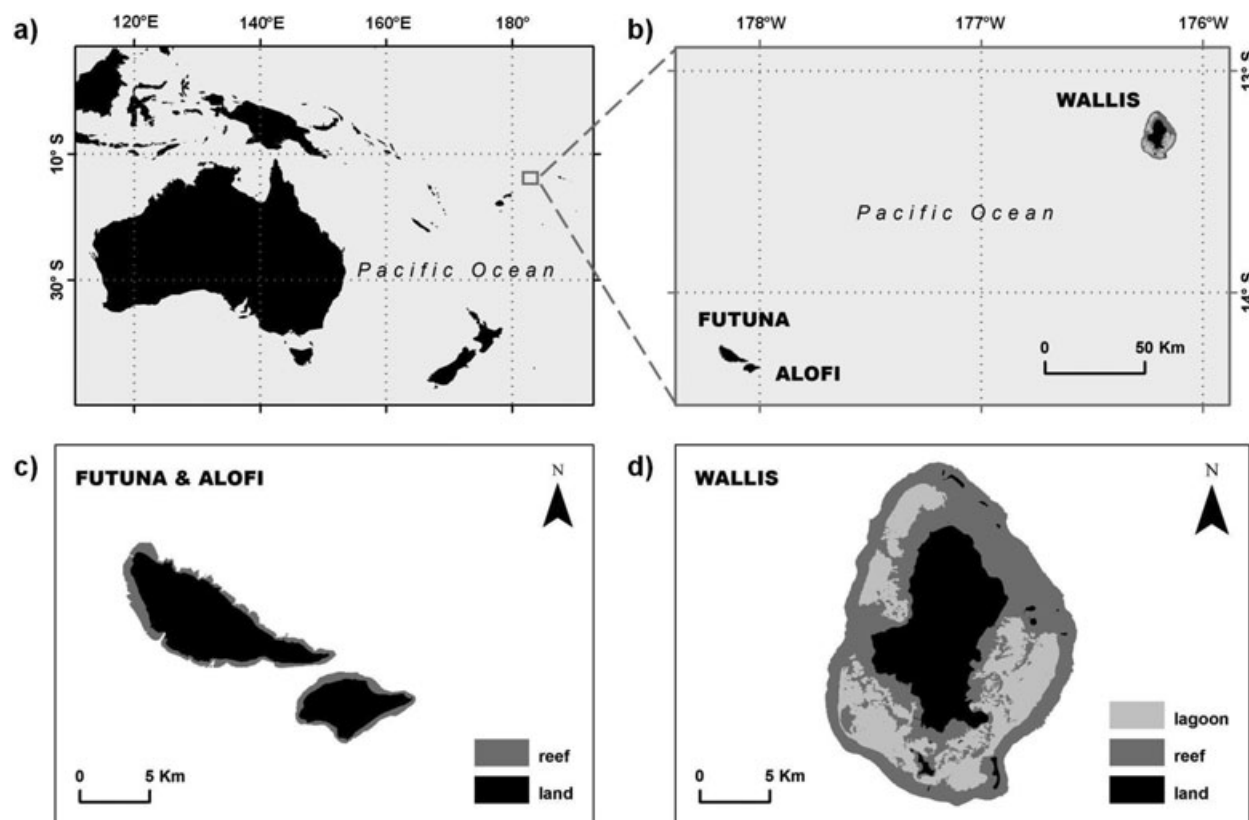 a)
120°E 140°E 160°E 180°
10° S
30° S
Pacific Ocean
b)
178°W 177°W 176°W
13°S
14°S
WALLIS
Pacific Ocean
FUTUNA
ALOFI
0 50 Km
c)
FUTUNA & ALOFI
N
reef
land
0 5 Km
d)
WALLIS
N
lagoon
reef
land
0 5 Km